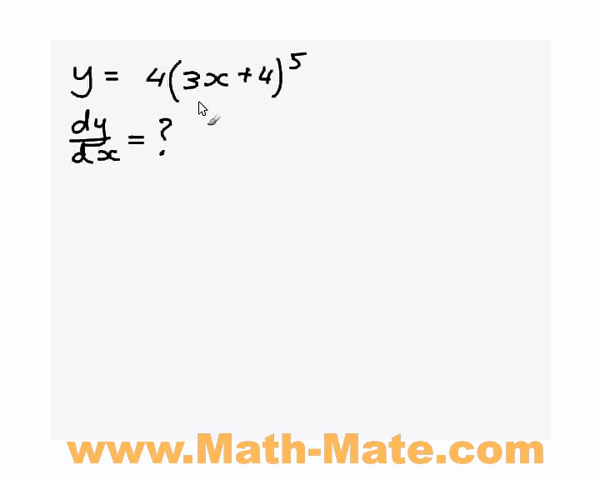 y = 4(3x+4)^5
dy/dx = ?
www.Math-Mate.com